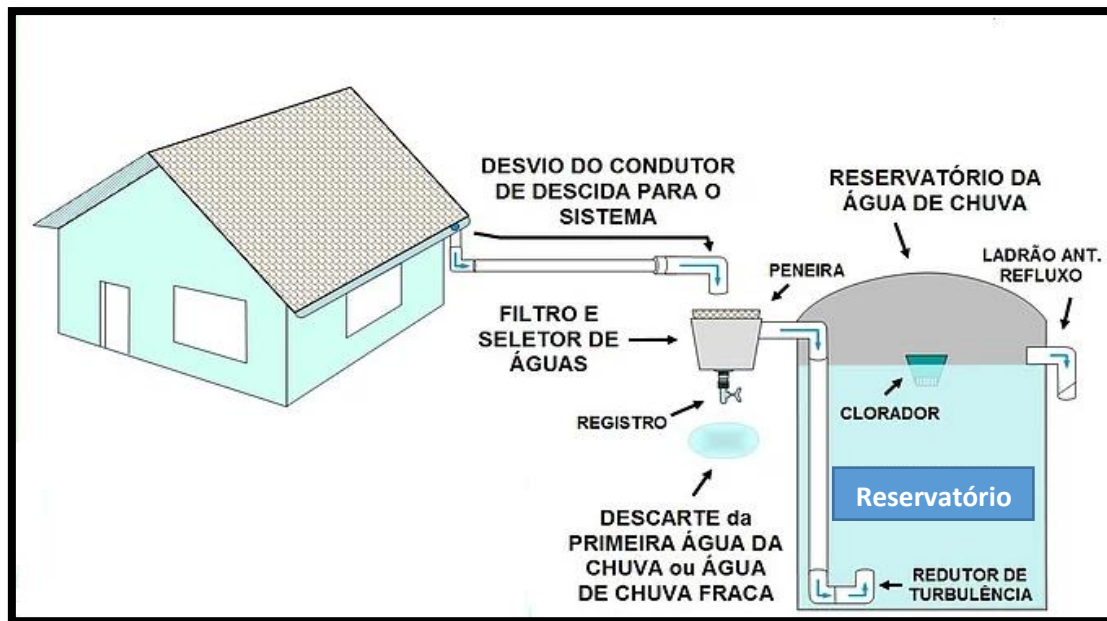 DESVIO DO CONDUTOR
DE DESCIDA PARA O
SISTEMA
RESERVATÓRIO DA
ÁGUA DE CHUVA
LADRÃO ANT.
REFLUXO
PENEIRA
FILTRO E
SELETOR DE
ÁGUAS
REGISTRO
CLORADOR
Reservatório
DESCARTE da
PRIMEIRA ÁGUA DA
CHUVA ou ÁGUA
DE CHUVA FRACA
REDUTOR DE
TURBULÊNCIA